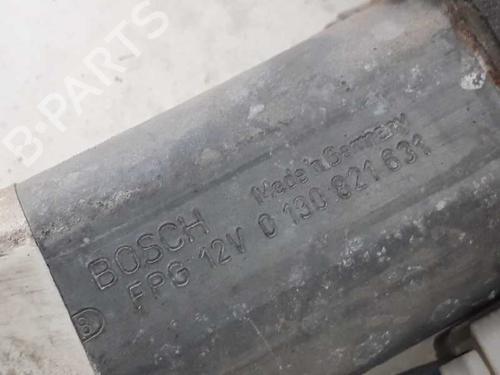 B-PARTS
BOSCH Made in Germany
FPG 12V 0 130 821 631